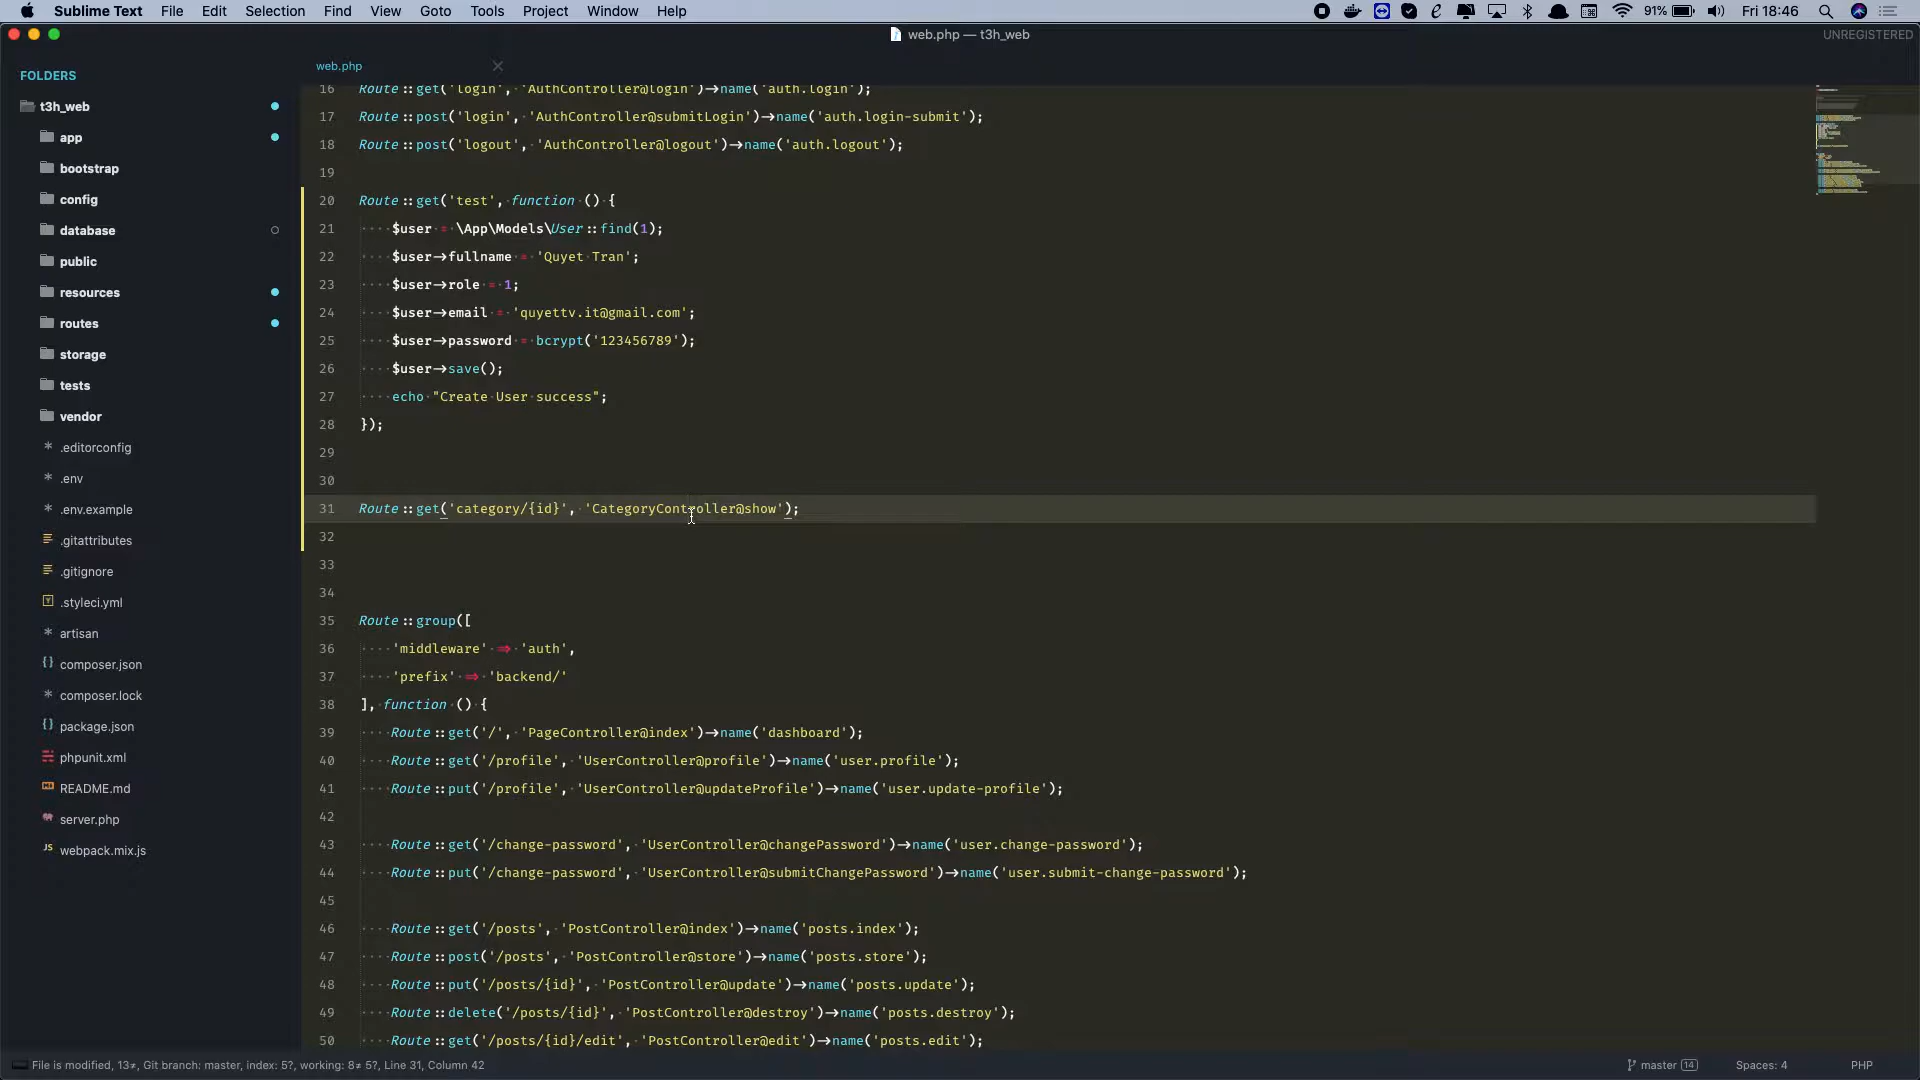 Sublime Text File Edit Selection Find View Goto Tools Project Window Help 91% Fri 18:46
web.php — t3h_web UNREGISTERED
FOLDERS
t3h_web
app
bootstrap
config
database
public
resources
routes
storage
tests
vendor
.editorconfig
.env
.env.example
.gitattributes
.gitignore
.styleci.yml
artisan
composer.json
composer.lock
package.json
phpunit.xml
README.md
server.php
webpack.mix.js
web.php
16 Route::get('login', 'AuthController@login')->name('auth.login');
17 Route::post('login', 'AuthController@submitLogin')->name('auth.login-submit');
18 Route::post('logout', 'AuthController@logout')->name('auth.logout');
19
20 Route::get('test', function () {
21 $user = \App\Models\User::find(1);
22 $user->fullname = 'Quyet Tran';
23 $user->role = 1;
24 $user->email = 'quyettv.it@gmail.com';
25 $user->password = bcrypt('123456789');
26 $user->save();
27 echo "Create User success";
28 });
29
30
31 Route::get('category/{id}', 'CategoryController@show');
32
33
34
35 Route::group([
36 'middleware' => 'auth',
37 'prefix' => 'backend/'
38 ], function () {
39 Route::get('/', 'PageController@index')->name('dashboard');
40 Route::get('/profile', 'UserController@profile')->name('user.profile');
41 Route::put('/profile', 'UserController@updateProfile')->name('user.update-profile');
42
43 Route::get('/change-password', 'UserController@changePassword')->name('user.change-password');
44 Route::put('/change-password', 'UserController@submitChangePassword')->name('user.submit-change-password');
45
46 Route::get('/posts', 'PostController@index')->name('posts.index');
47 Route::post('/posts', 'PostController@store')->name('posts.store');
48 Route::put('/posts/{id}', 'PostController@update')->name('posts.update');
49 Route::delete('/posts/{id}', 'PostController@destroy')->name('posts.destroy');
50 Route::get('/posts/{id}/edit', 'PostController@edit')->name('posts.edit');
File is modified, 13≠, Git branch: master, index: 5?, working: 8≠ 5?, Line 31, Column 42 master 14 Spaces: 4 PHP